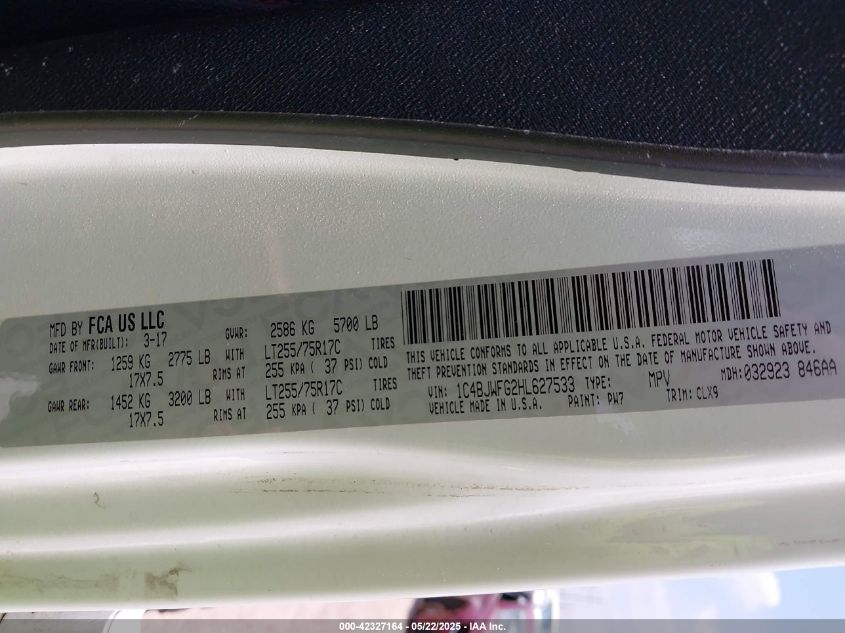 MFD BY FCA US LLC
DATE OF MFR(BUILT): 3-17 GVWR: 2586 KG 5700 LB
GAWR FRONT: 1259 KG 2775 LB WITH LT255/75R17C TIRES
17X7.5 RIMS AT 255 KPA ( 37 PSI) COLD
GAWR REAR: 1452 KG 3200 LB WITH LT255/75R17C TIRES
17X7.5 RIMS AT 255 KPA ( 37 PSI) COLD
THIS VEHICLE CONFORMS TO ALL APPLICABLE U.S.A. FEDERAL MOTOR VEHICLE SAFETY AND
THEFT PREVENTION STANDARDS IN EFFECT ON THE DATE OF MANUFACTURE SHOWN ABOVE.
VIN: 1C4BJWFG2HL627533 TYPE: MPV MDH: 032923 846AA
VEHICLE MADE IN U.S.A. PAINT: PW7 TRIM: CLX9
000-42327164 - 05/22/2025 - IAA Inc.